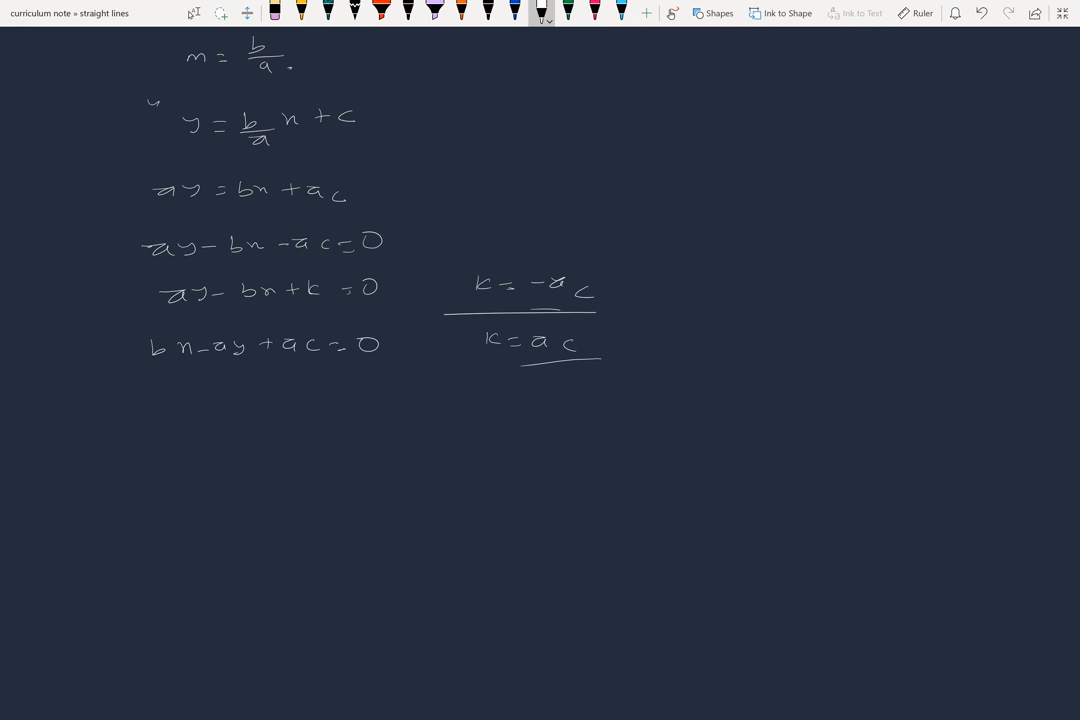 curriculum note » straight lines
Shapes Ink to Shape Ink to Text Ruler
m = b/a.
y = b/a x + c
ay = bx + ac
ay - bx - ac = 0
ay - bx + k = 0 k = -ac
bx - ay + ac = 0 k = ac